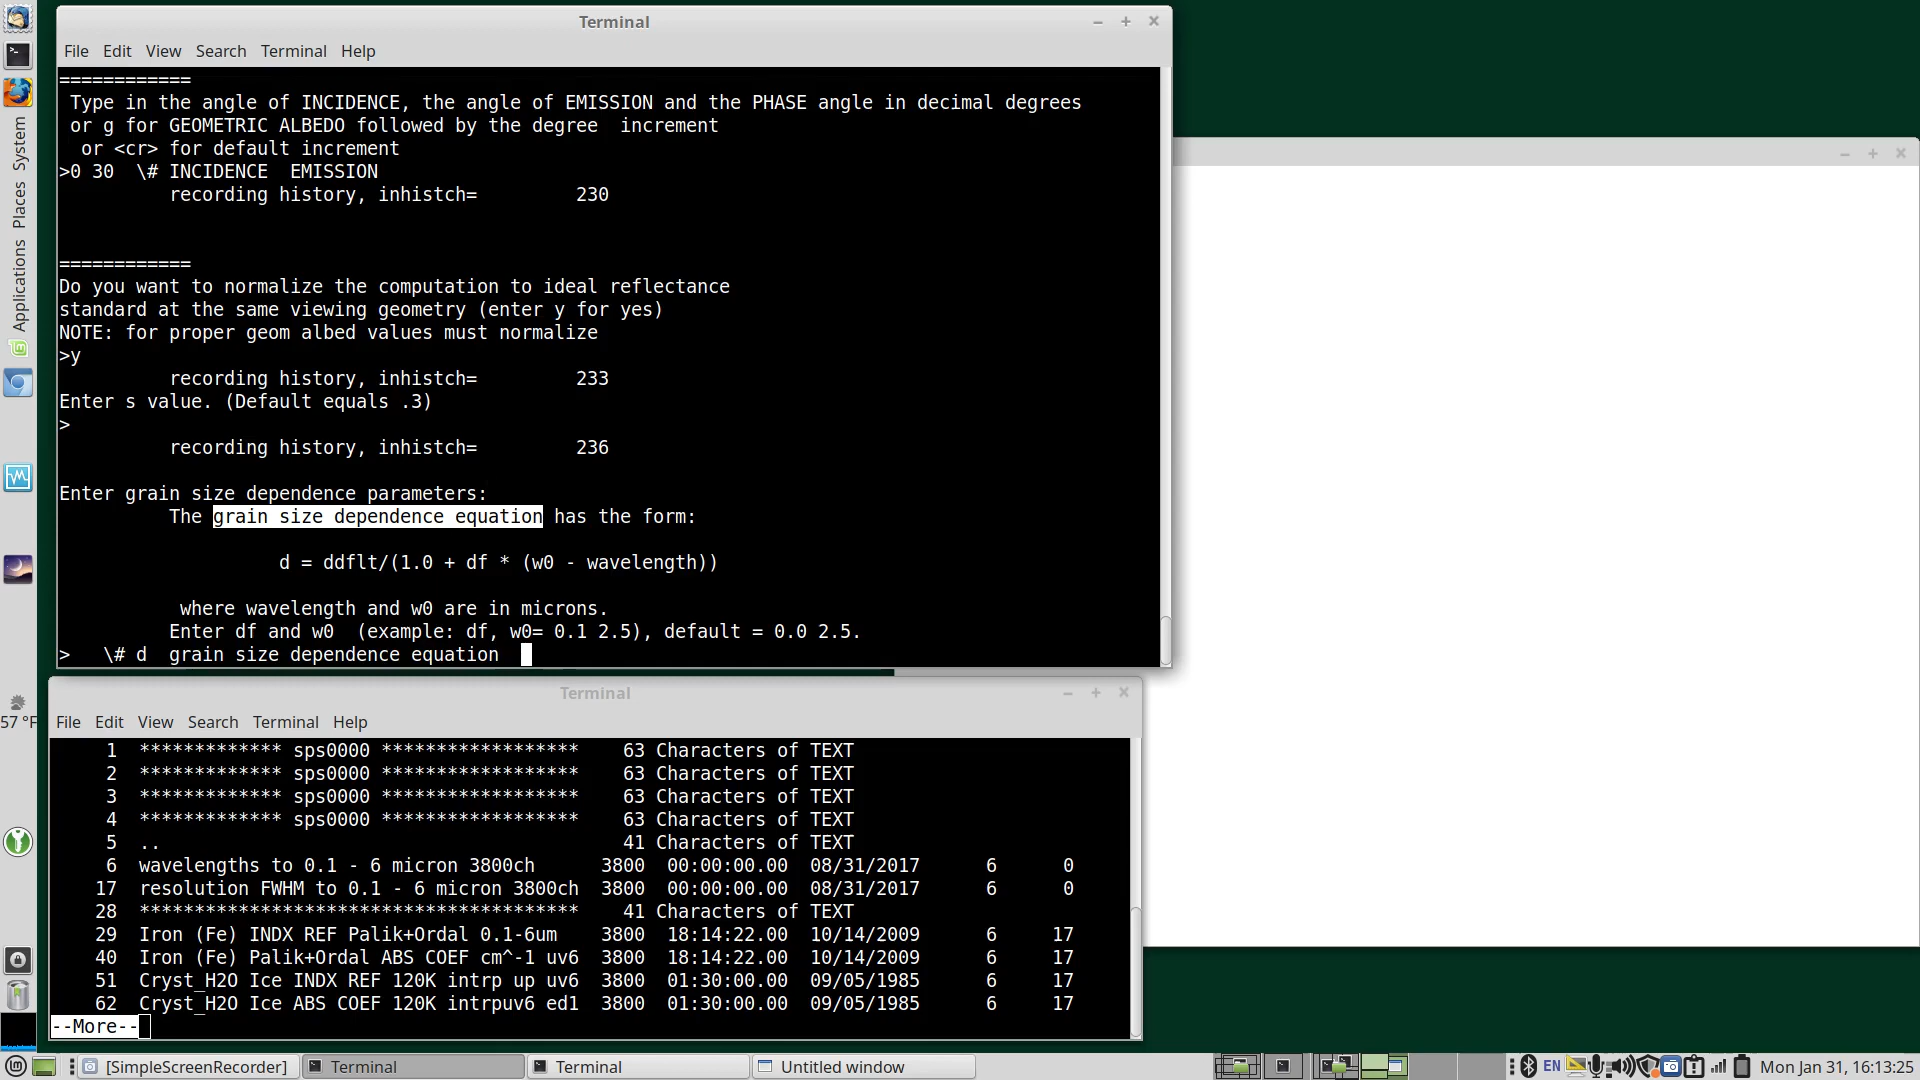 Terminal
File Edit View Search Terminal Help
============
Type in the angle of INCIDENCE, the angle of EMISSION and the PHASE angle in decimal degrees
or g for GEOMETRIC ALBEDO followed by the degree  increment
or <cr> for default increment
>0 30  \# INCIDENCE  EMISSION
recording history, inhistch=         230
============
Do you want to normalize the computation to ideal reflectance
standard at the same viewing geometry (enter y for yes)
NOTE: for proper geom albed values must normalize
>y
recording history, inhistch=         233
Enter s value. (Default equals .3)
>
recording history, inhistch=         236
Enter grain size dependence parameters:
The grain size dependence equation has the form:
d = ddflt/(1.0 + df * (w0 - wavelength))
where wavelength and w0 are in microns.
Enter df and w0  (example: df, w0= 0.1 2.5), default = 0.0 2.5.
>   \# d  grain size dependence equation
Terminal
File Edit View Search Terminal Help
1  ************* sps0000 ******************    63 Characters of TEXT
2  ************* sps0000 ******************    63 Characters of TEXT
3  ************* sps0000 ******************    63 Characters of TEXT
4  ************* sps0000 ******************    63 Characters of TEXT
5  ..                                          41 Characters of TEXT
6  wavelengths to 0.1 - 6 micron 3800ch      3800  00:00:00.00  08/31/2017      6      0
17  resolution FWHM to 0.1 - 6 micron 3800ch  3800  00:00:00.00  08/31/2017      6      0
28  ****************************************    41 Characters of TEXT
29  Iron (Fe) INDX REF Palik+Ordal 0.1-6um    3800  18:14:22.00  10/14/2009      6     17
40  Iron (Fe) Palik+Ordal ABS COEF cm^-1 uv6  3800  18:14:22.00  10/14/2009      6     17
51  Cryst_H2O Ice INDX REF 120K intrp up uv6  3800  01:30:00.00  09/05/1985      6     17
62  Cryst_H2O Ice ABS COEF 120K intrpuv6 ed1  3800  01:30:00.00  09/05/1985      6     17
--More--
Applications Places System
57 °F
[SimpleScreenRecorder]
Terminal
Terminal
Untitled window
EN
Mon Jan 31, 16:13:25